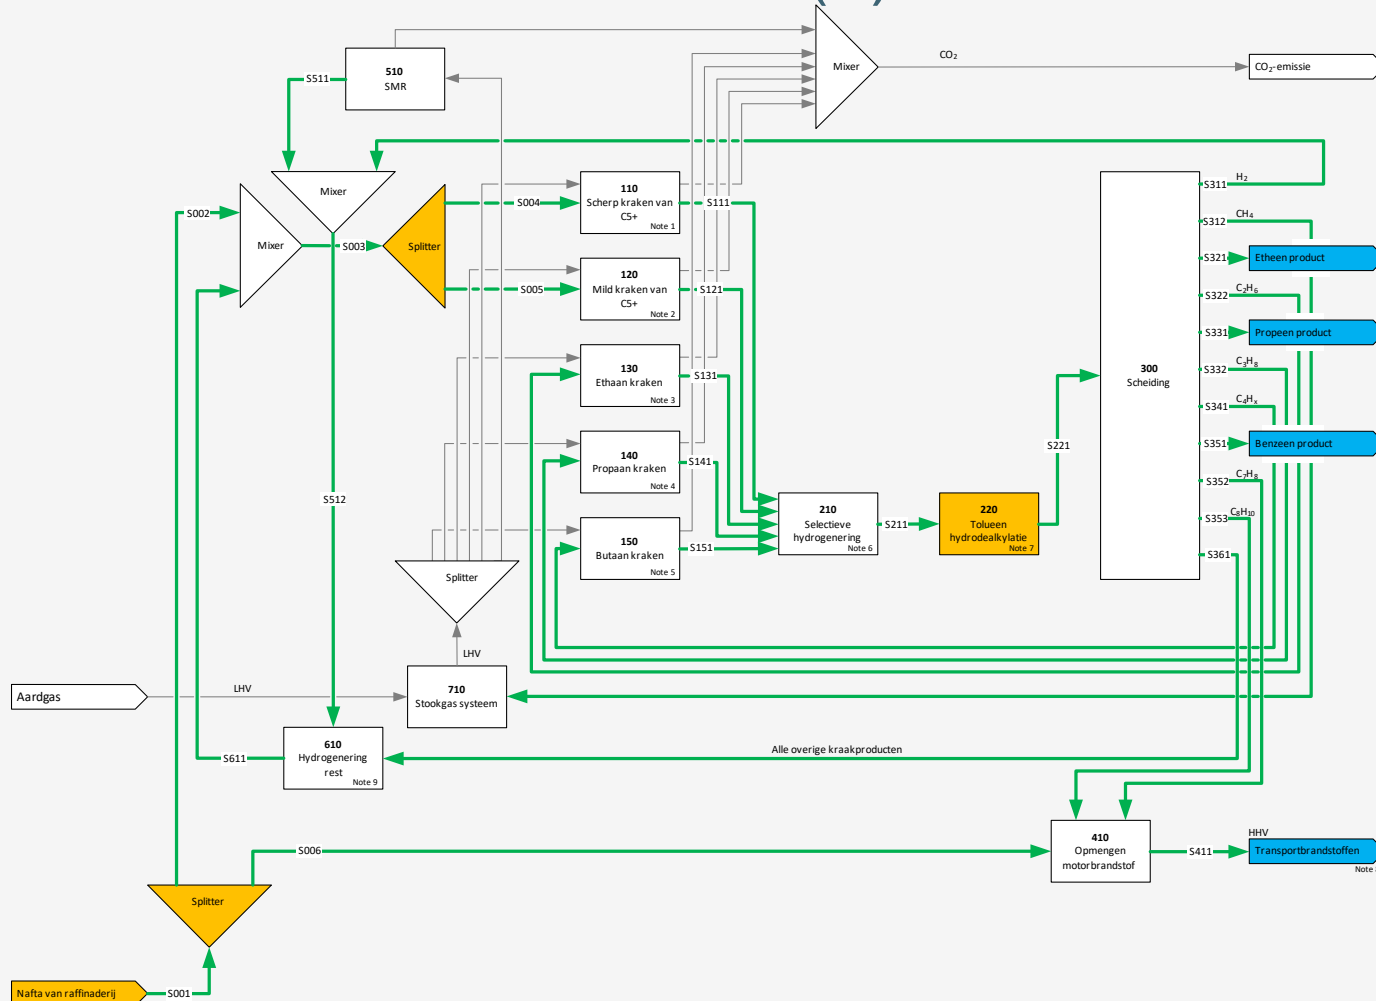 CO₂
Mixer
CO₂-emissie
510
SMR
S511
H₂
S311
Mixer
110
Scherp kraken van
C5+
Note 1
S004
S111
S002
CH₄
S312
Mixer
S003
Splitter
S321
Etheen product
120
Mild kraken van
C5+
Note 2
S005
S121
C₂H₆
S322
S331
Propeen product
130
Ethaan kraken
Note 3
S131
300
Scheiding
C₃H₈
S332
C₄Hₓ
S341
S221
S351
Benzeen product
140
Propaan kraken
Note 4
S141
C₇H₈
S352
S512
210
Selectieve
hydrogenering
Note 6
S211
220
Tolueen
hydrodealkylatie
Note 7
C₈H₁₀
S353
150
Butaan kraken
Note 5
S151
S361
Splitter
LHV
Aardgas
LHV
710
Stookgas systeem
610
Hydrogenering
rest
Note 9
S611
Alle overige kraakproducten
S006
410
Opmengen
motorbrandstof
S411
HHV
Transportbrandstoffen
Note
Splitter
Nafta van raffinaderij
S001